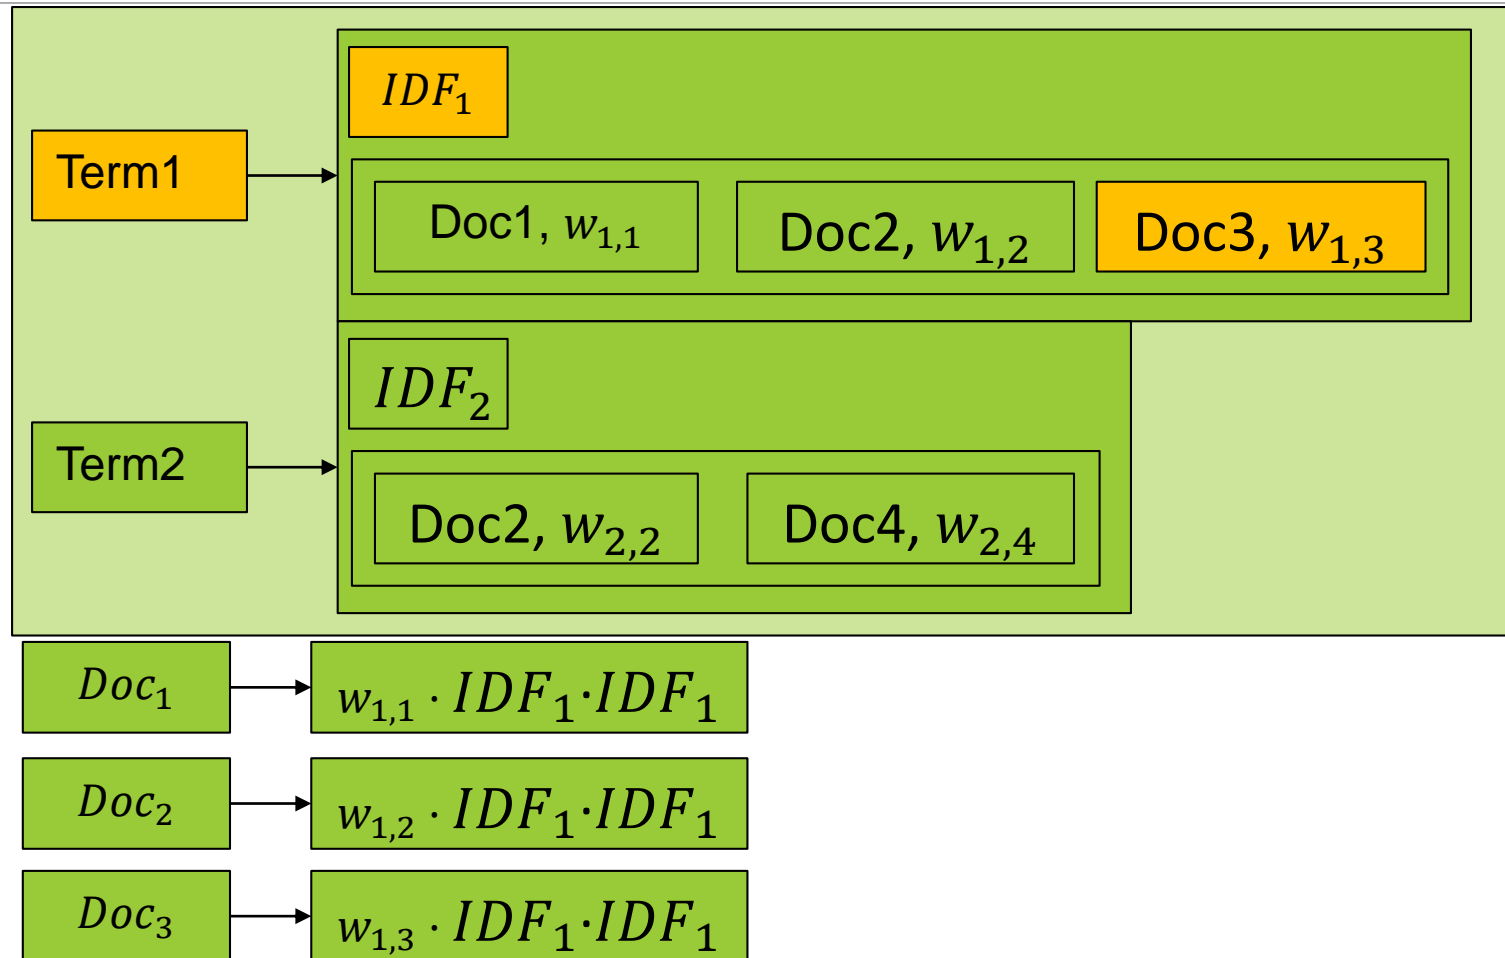 IDF₁
Term1
Doc1, w₁,₁
Doc2, w₁,₂
Doc3, w₁,₃
IDF₂
Term2
Doc2, w₂,₂
Doc4, w₂,₄
Doc₁
w₁,₁ · IDF₁·IDF₁
Doc₂
w₁,₂ · IDF₁·IDF₁
Doc₃
w₁,₃ · IDF₁·IDF₁